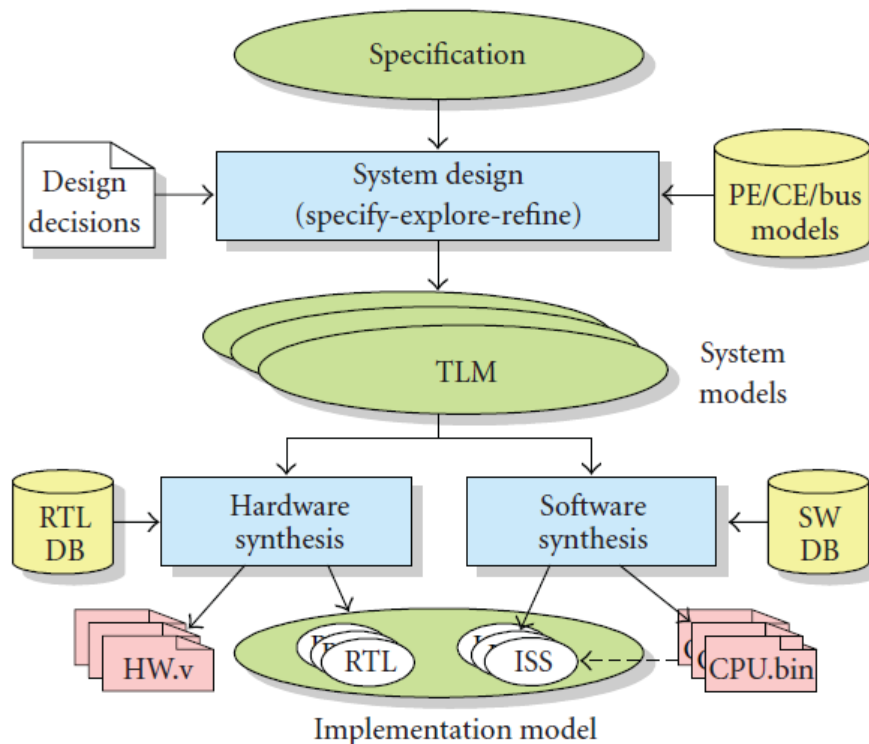 Specification
Design
decisions
System design
(specify-explore-refine)
PE/CE/bus
models
TLM
System
models
RTL
DB
Hardware
synthesis
Software
synthesis
SW
DB
HW.v
RTL
ISS
CPU.bin
Implementation model